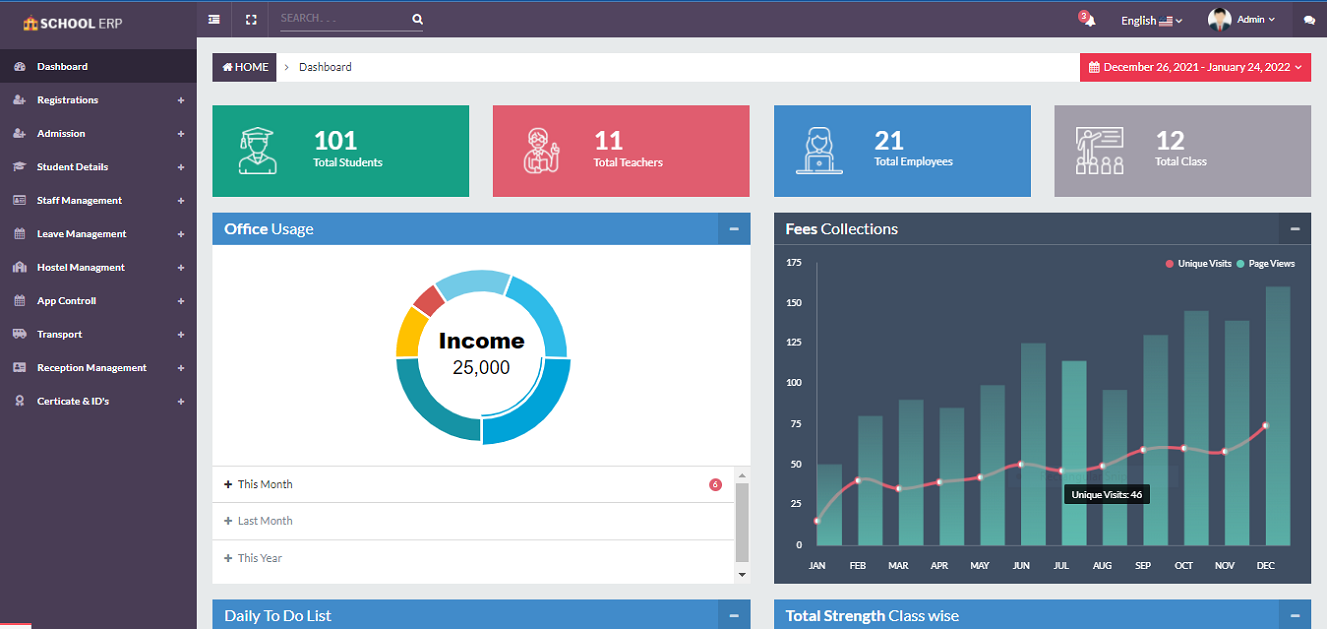 SCHOOL ERP
SEARCH. . .
3
English
Admin
Dashboard
Registrations +
Admission +
Student Details +
Staff Management +
Leave Management +
Hostel Managment +
App Controll +
Transport +
Reception Management +
Certicate & ID's +
HOME > Dashboard
December 26, 2021 - January 24, 2022
101
Total Students
11
Total Teachers
21
Total Employees
12
Total Class
Office Usage −
Income
25,000
+ This Month 6
+ Last Month
+ This Year
Fees Collections −
Unique Visits Page Views
175
150
125
100
75
50
25
0
Unique Visits: 46
JAN FEB MAR APR MAY JUN JUL AUG SEP OCT NOV DEC
Daily To Do List −
Total Strength Class wise −